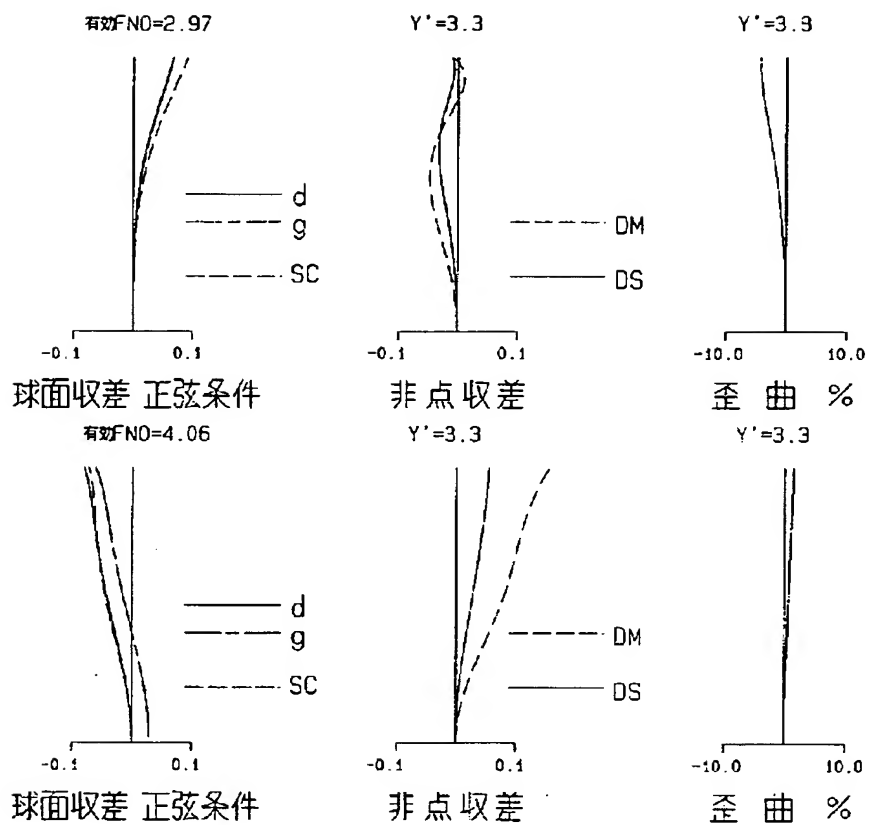 有効FNO=2.97 Y'=3.3 Y'=3.3
d
g
SC
DM
DS
-0.1 0.1 -0.1 0.1 -10.0 10.0
球面収差 正弦条件 非点収差 歪曲 %
有効FNO=4.06 Y'=3.3 Y'=3.3
d
g
SC
DM
DS
-0.1 0.1 -0.1 0.1 -10.0 10.0
球面収差 正弦条件 非点収差 歪曲 %